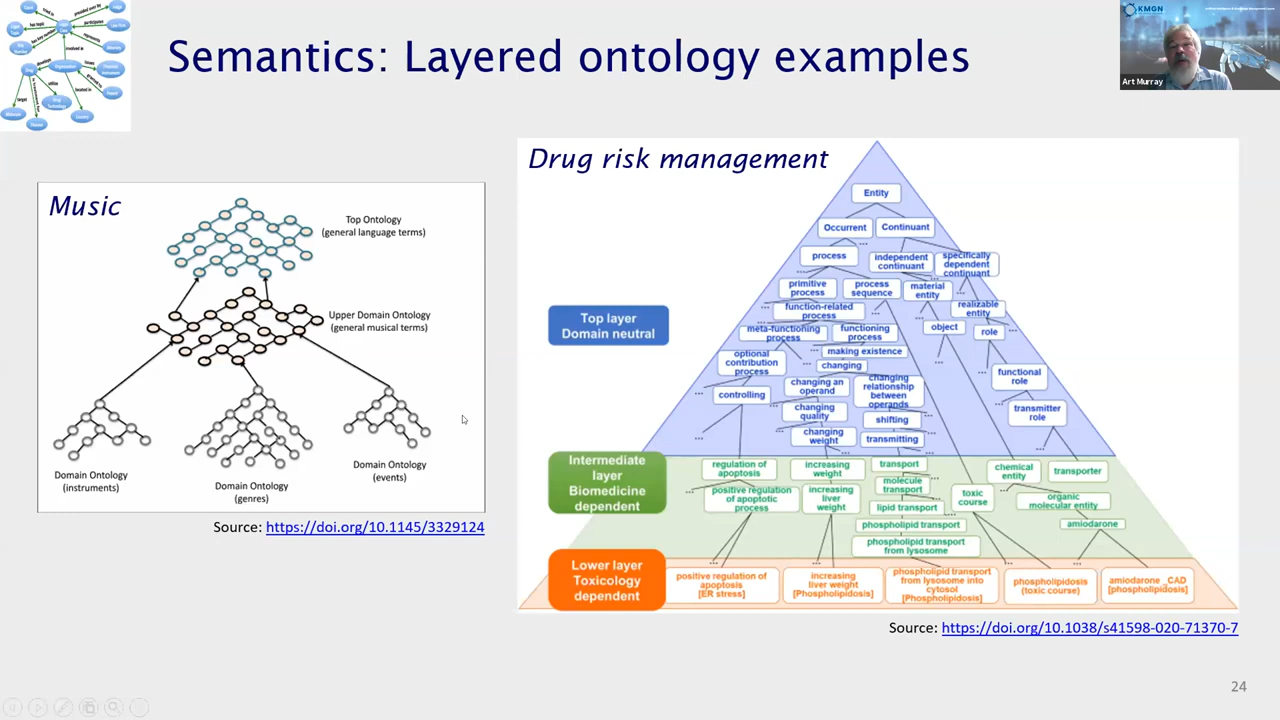 Semantics: Layered ontology examples
KMGN
Art Murray
Music
Top Ontology
(general language terms)
Upper Domain Ontology
(general musical terms)
Domain Ontology
(instruments)
Domain Ontology
(genres)
Domain Ontology
(events)
Source: https://doi.org/10.1145/3329124
Drug risk management
Top layer
Domain neutral
Entity
Occurrent
Continuant
...
process
independent
continuant
specifically
dependent
continuant
primitive
process
process
sequence
material
entity
realizable
entity
function-related
process
meta-functioning
process
functioning
process
object
role
making existence
optional
contribution
process
changing
functional
role
controlling
changing an
operand
changing
relationship
between
operands
changing
quality
shifting
transmitter
role
changing
weight
transmitting
Intermediate
layer
Biomedicine
dependent
regulation of
apoptosis
increasing
weight
transport
chemical
entity
transporter
molecule
transport
positive regulation
of apoptotic
process
increasing
liver
weight
toxic
course
organic
molecular entity
lipid transport
phospholipid transport
amiodarone
phospholipid transport
from lysosome
Lower layer
Toxicology
dependent
positive regulation of
apoptosis
[ER stress]
increasing
liver weight
[Phospholipidosis]
phospholipid transport
from lysosome into
cytosol
[Phospholipidosis]
phospholipidosis
(toxic course)
amiodarone_CAD
[phospholipidosis]
Source: https://doi.org/10.1038/s41598-020-71370-7
24